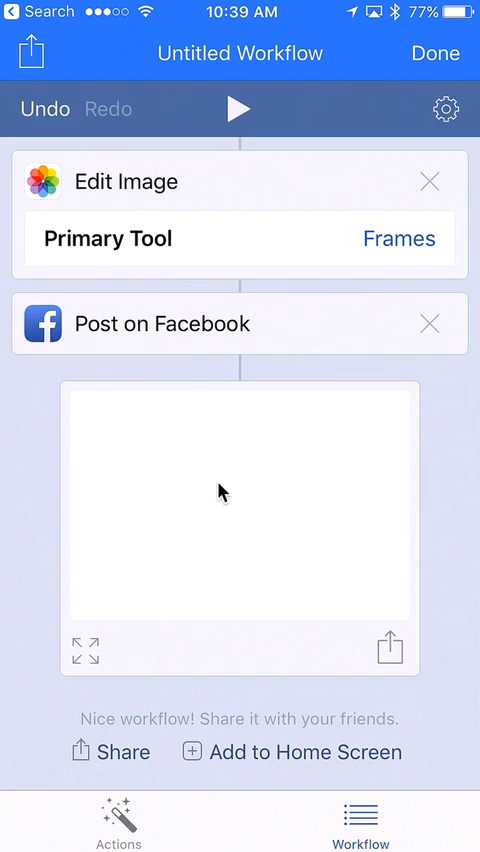 Search 10:39 AM 77%
Untitled Workflow Done
Undo Redo
Edit Image
Primary Tool Frames
Post on Facebook
Nice workflow! Share it with your friends.
Share Add to Home Screen
Actions Workflow